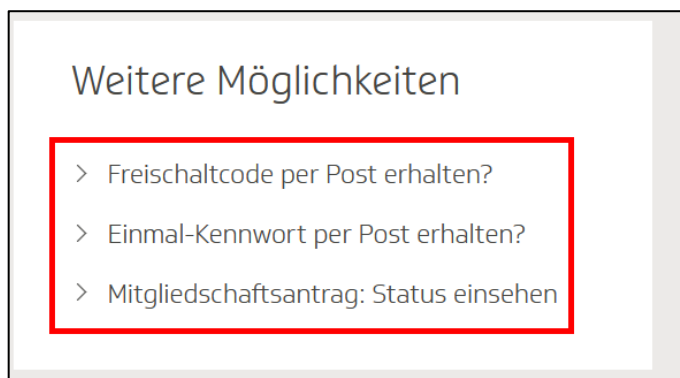 Weitere Möglichkeiten
Freischaltcode per Post erhalten?
Einmal-Kennwort per Post erhalten?
Mitgliedschaftsantrag: Status einsehen